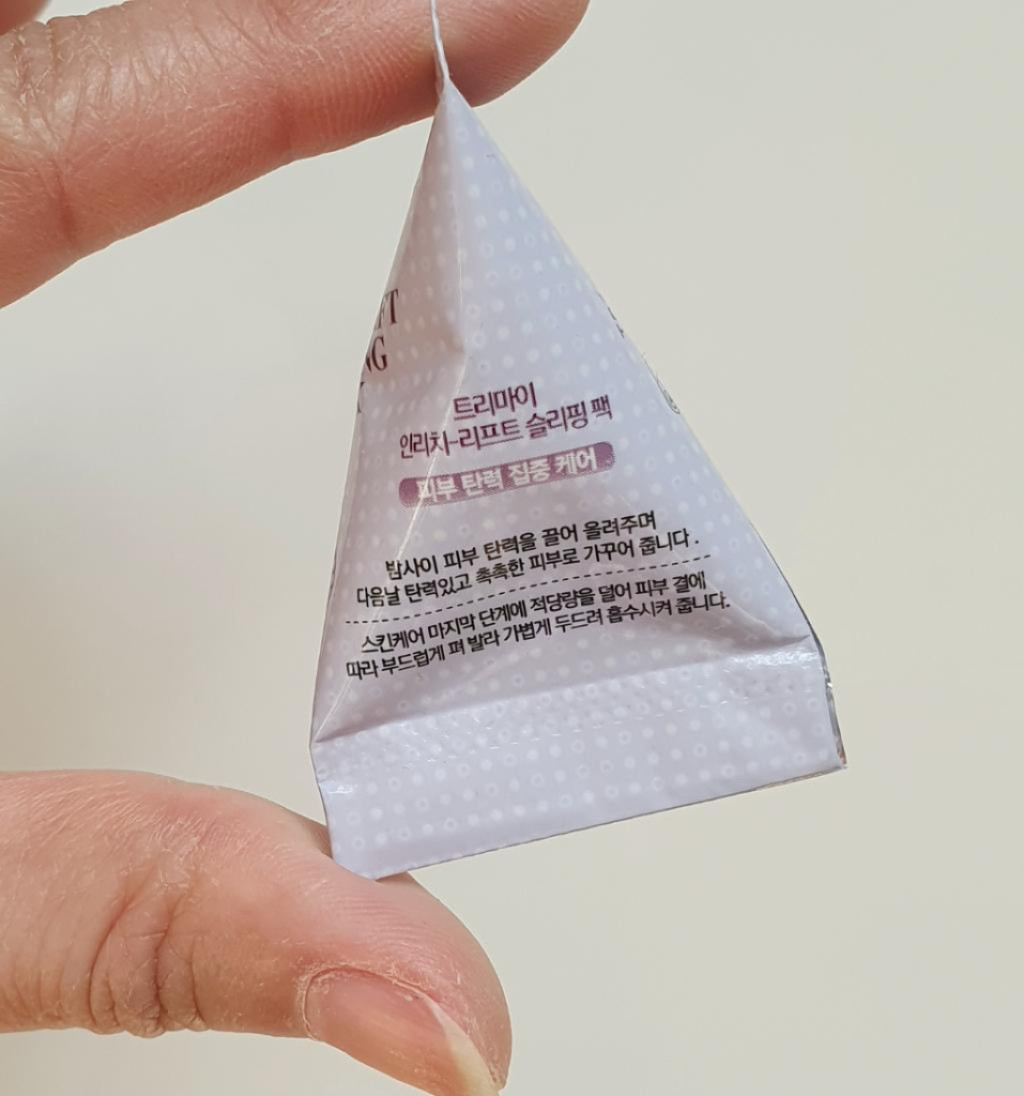 FT
NG
트리마이
인리치-리프트 슬리핑 팩
피부 탄력 집중 케어
밤사이 피부 탄력을 끌어 올려주며
다음날 탄력있고 촉촉한 피부로 가꾸어 줍니다.
스킨케어 마지막 단계에 적당량을 덜어 피부 결에
따라 부드럽게 펴 발라 가볍게 두드려 흡수시켜 줍니다.